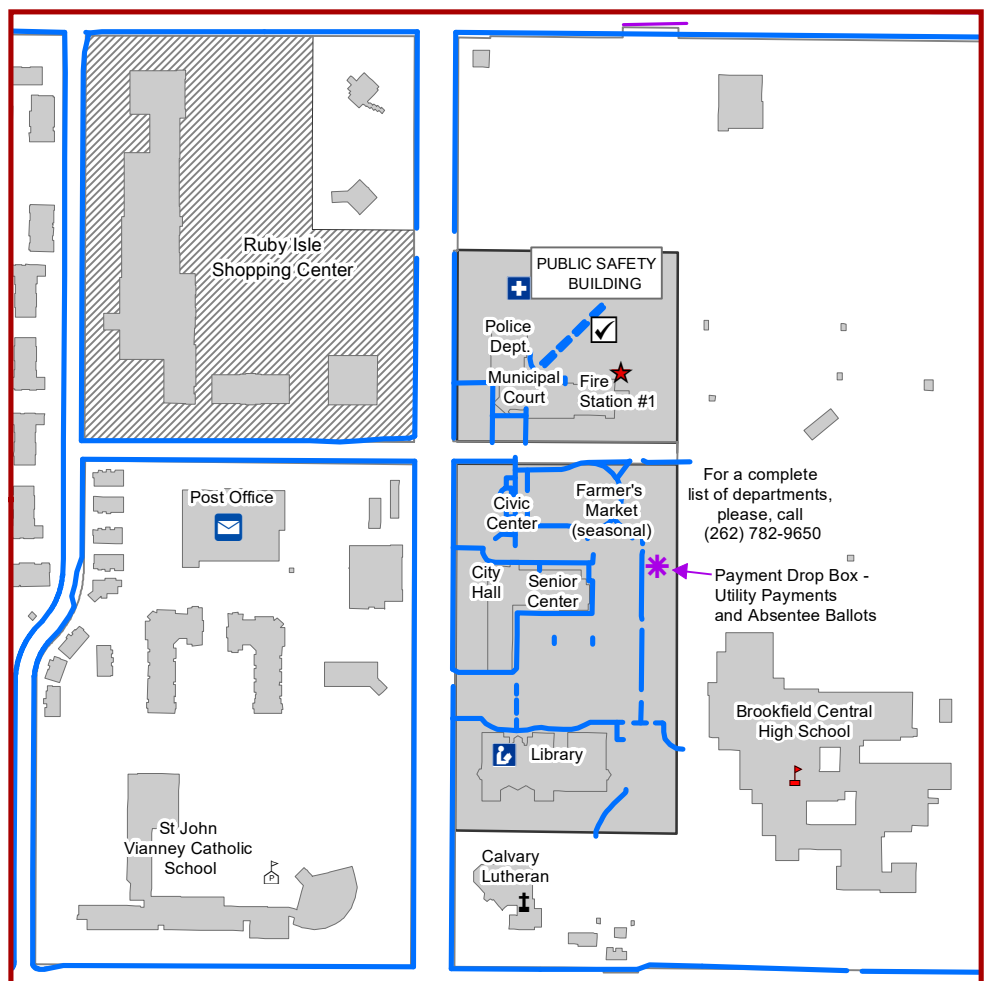 Ruby Isle
Shopping Center
PUBLIC SAFETY
BUILDING
Police
Dept.
Municipal
Court
Fire
Station #1
Post Office
Civic
Center
Farmer's
Market
(seasonal)
For a complete
list of departments,
please, call
(262) 782-9650
City
Hall
Senior
Center
Payment Drop Box -
Utility Payments
and Absentee Ballots
Brookfield Central
High School
Library
St John
Vianney Catholic
School
P
Calvary
Lutheran